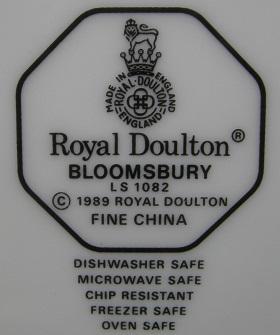 MADE IN ENGLAND
ROYAL·DOULTON
ENGLAND
Royal Doulton®
BLOOMSBURY
LS 1082
© 1989 ROYAL DOULTON
FINE CHINA
DISHWASHER SAFE
MICROWAVE SAFE
CHIP RESISTANT
FREEZER SAFE
OVEN SAFE